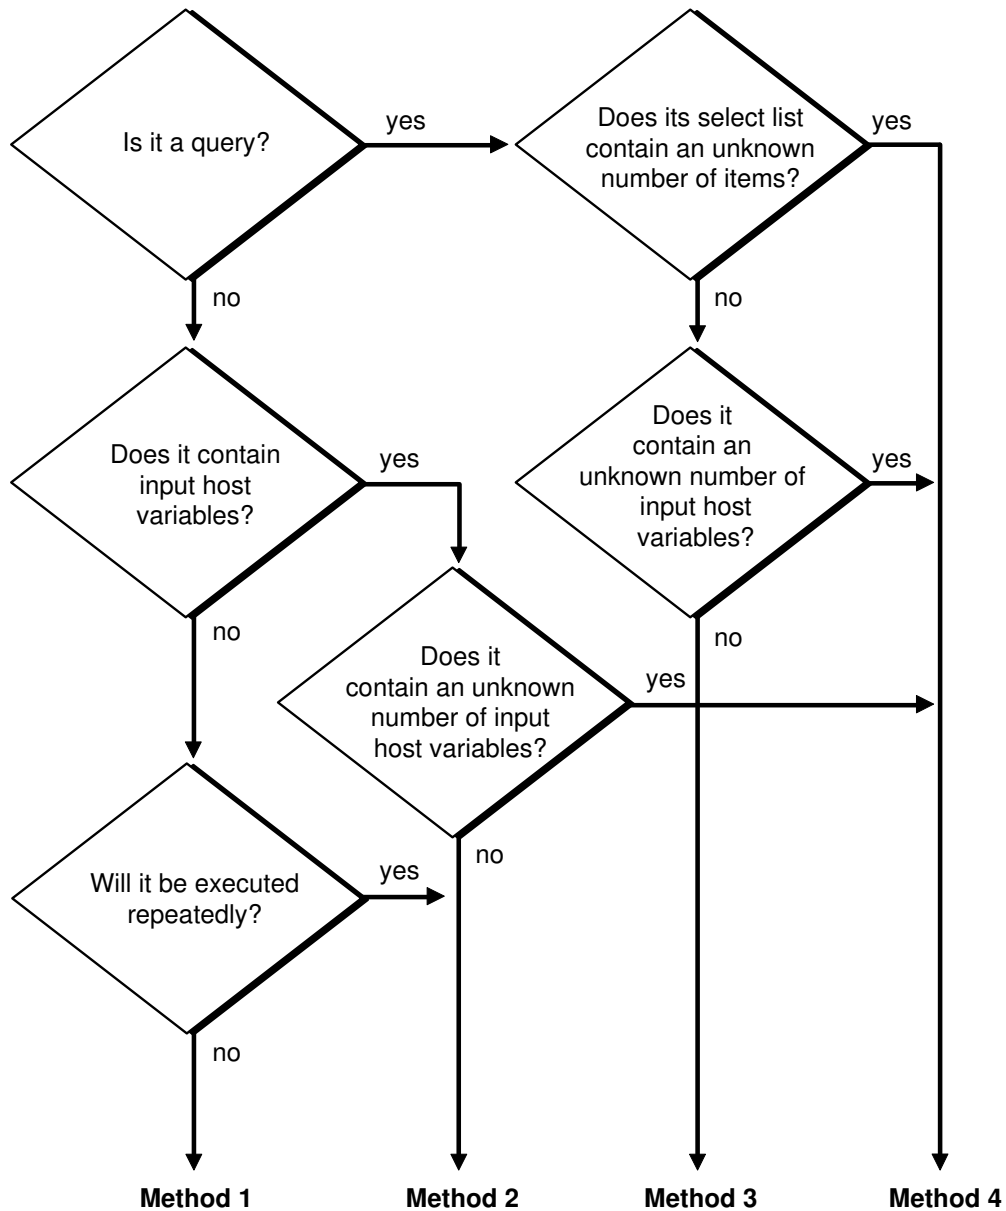 Is it a query?
yes
Does its select list
contain an unknown
number of items?
yes
no
no
Does it contain
input host
variables?
yes
Does it
contain an
unknown number of
input host
variables?
yes
no
no
Does it
contain an unknown
number of input
host variables?
yes
no
Will it be executed
repeatedly?
yes
no
Method 1
Method 2
Method 3
Method 4